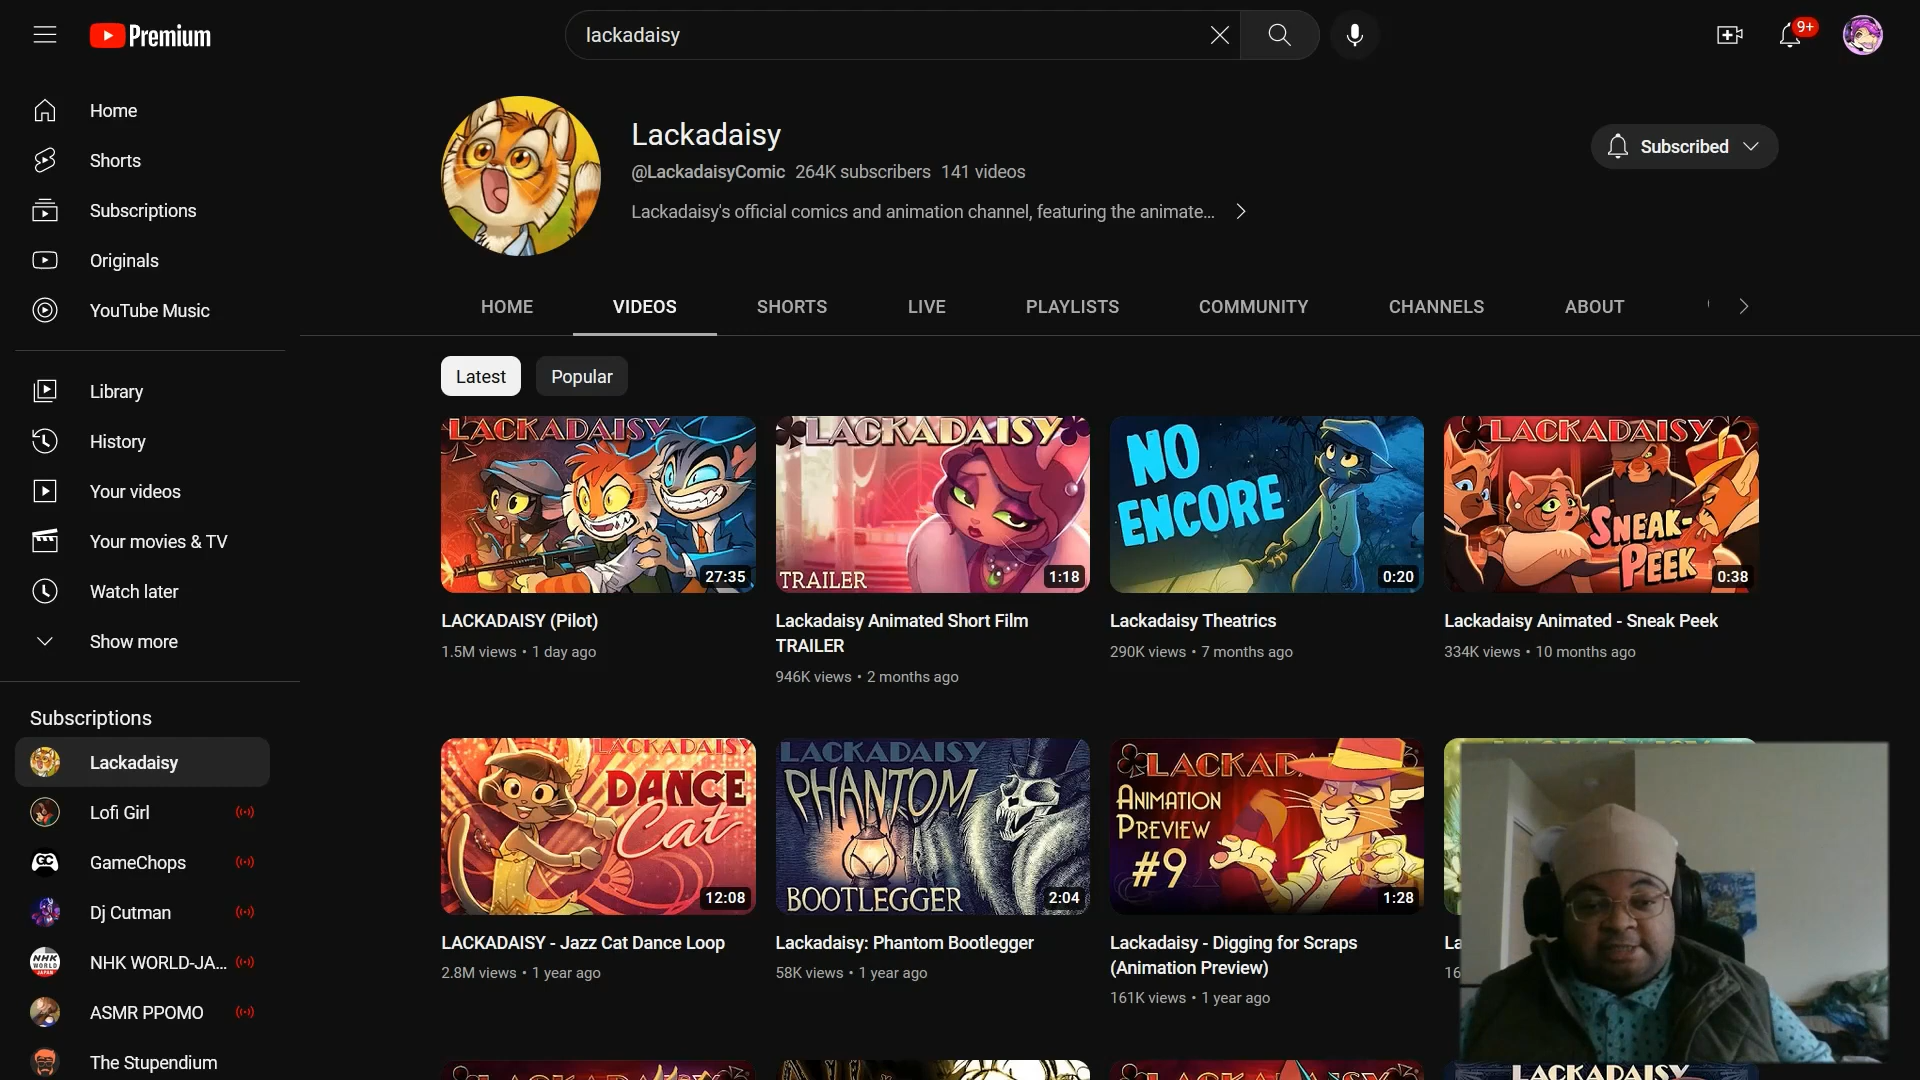 Premium
lackadaisy
9+
Home
Shorts
Subscriptions
Originals
YouTube Music
Library
History
Your videos
Your movies & TV
Watch later
Show more
Subscriptions
Lackadaisy
Lofi Girl
GC GameChops
Dj Cutman
NHK WORLD JAPAN NHK WORLD-JA...
ASMR PPOMO
The Stupendium
Lackadaisy
@LackadaisyComic 264K subscribers 141 videos
Lackadaisy's official comics and animation channel, featuring the animate...
Subscribed
HOME VIDEOS SHORTS LIVE PLAYLISTS COMMUNITY CHANNELS ABOUT
Latest Popular
LACKADAISY
27:35
LACKADAISY (Pilot)
1.5M views • 1 day ago
LACKADAISY
TRAILER
1:18
Lackadaisy Animated Short Film
TRAILER
946K views • 2 months ago
NO
ENCORE
0:20
Lackadaisy Theatrics
290K views • 7 months ago
LACKADAISY
SNEAK-
PEEK
0:38
Lackadaisy Animated - Sneak Peek
334K views • 10 months ago
LACKADAISY
DANCE
Cat
12:08
LACKADAISY - Jazz Cat Dance Loop
2.8M views • 1 year ago
LACKADAISY
PHANTOM
BOOTLEGGER
2:04
Lackadaisy: Phantom Bootlegger
58K views • 1 year ago
LACKADA
ANIMATION
PREVIEW
#9
1:28
Lackadaisy - Digging for Scraps
(Animation Preview)
161K views • 1 year ago
La
16
LACKADAISY